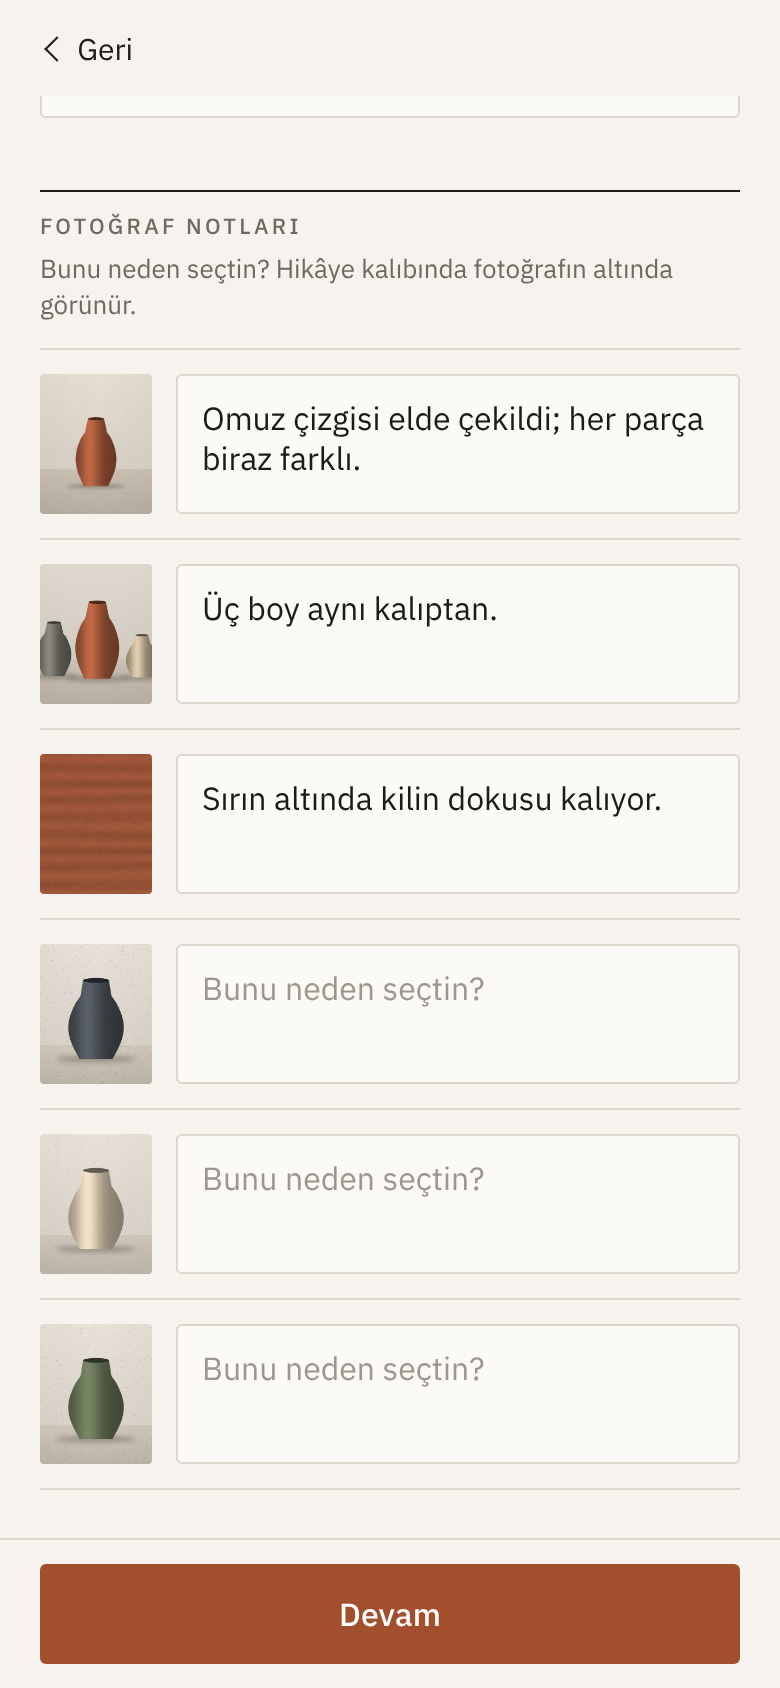 Geri
FOTOĞRAF NOTLARI
Bunu neden seçtin? Hikâye kalıbında fotoğrafın altında
görünür.
Omuz çizgisi elde çekildi; her parça
biraz farklı.
Üç boy aynı kalıptan.
Sırın altında kilin dokusu kalıyor.
Bunu neden seçtin?
Bunu neden seçtin?
Bunu neden seçtin?
Devam